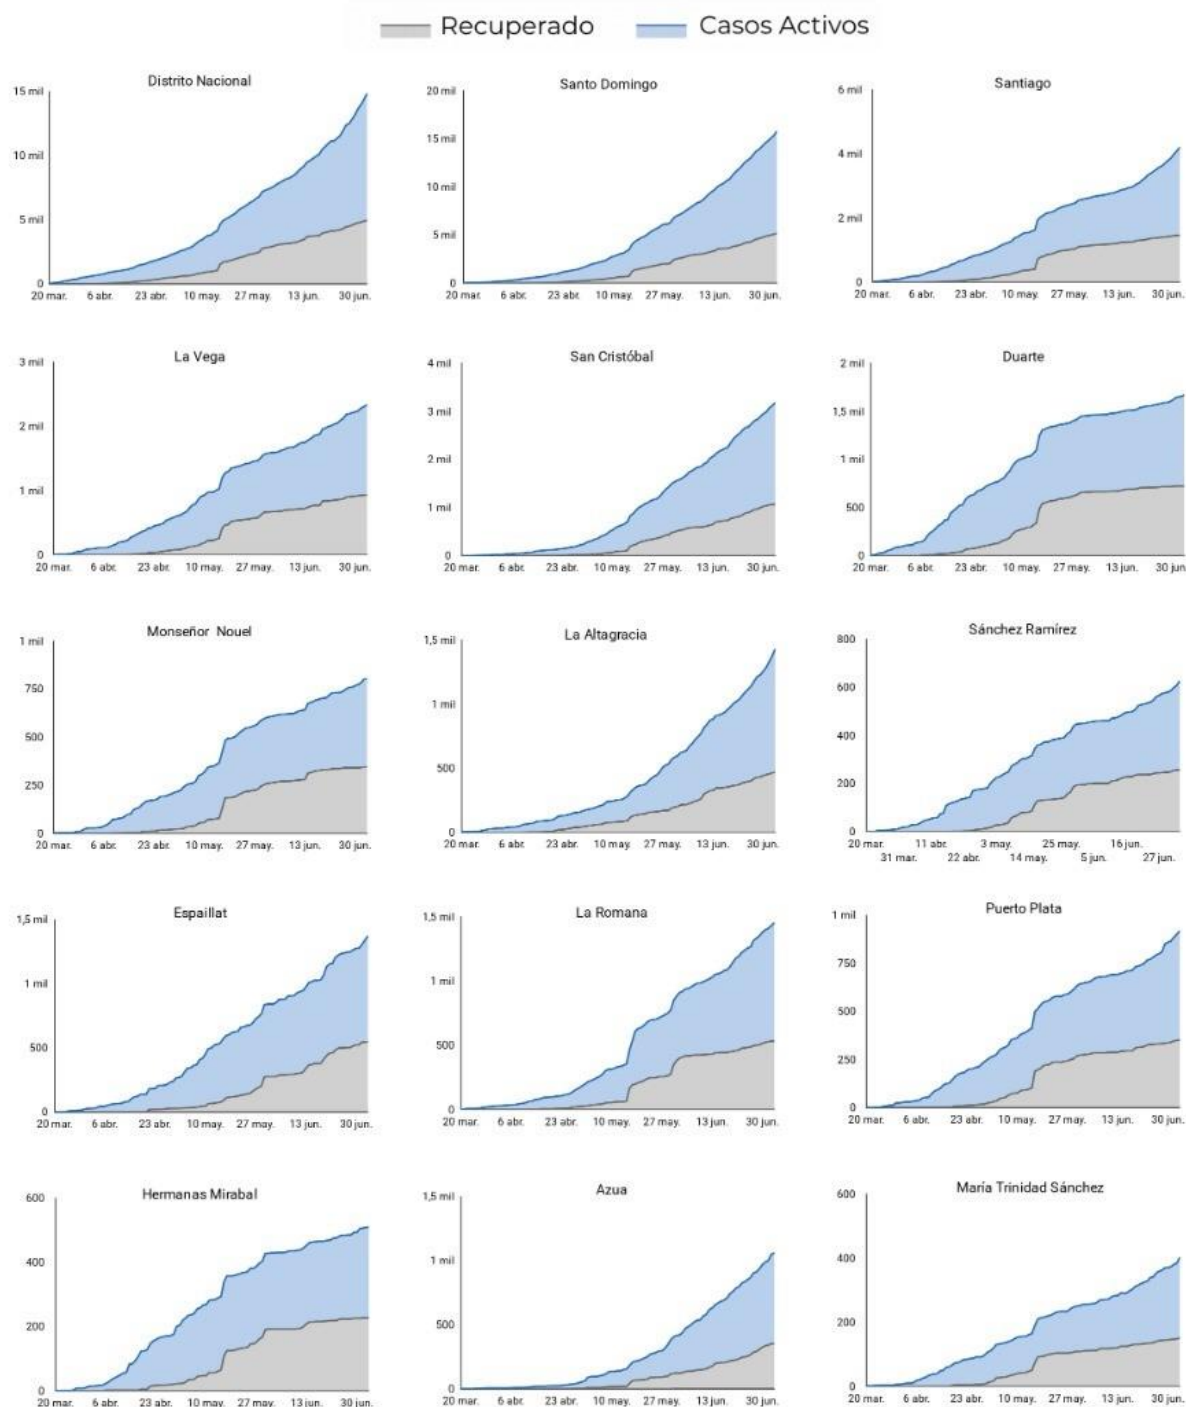 Recuperado Casos Activos
Distrito Nacional
15 mil
10 mil
5 mil
0
20 mar. 6 abr. 23 abr. 10 may. 27 may. 13 jun. 30 jun.
Santo Domingo
20 mil
15 mil
10 mil
5 mil
0
20 mar. 6 abr. 23 abr. 10 may. 27 may. 13 jun. 30 jun.
Santiago
6 mil
4 mil
2 mil
0
20 mar. 6 abr. 23 abr. 10 may. 27 may. 13 jun. 30 jun.
La Vega
3 mil
2 mil
1 mil
0
20 mar. 6 abr. 23 abr. 10 may. 27 may. 13 jun. 30 jun.
San Cristóbal
4 mil
3 mil
2 mil
1 mil
0
20 mar. 6 abr. 23 abr. 10 may. 27 may. 13 jun. 30 jun.
Duarte
2 mil
1,5 mil
1 mil
500
0
20 mar. 6 abr. 23 abr. 10 may. 27 may. 13 jun. 30 jun.
Monseñor Nouel
1 mil
750
500
250
0
20 mar. 6 abr. 23 abr. 10 may. 27 may. 13 jun. 30 jun.
La Altagracia
1,5 mil
1 mil
500
0
20 mar. 6 abr. 23 abr. 10 may. 27 may. 13 jun. 30 jun.
Sánchez Ramírez
800
600
400
200
0
20 mar. 11 abr. 3 may. 25 may. 16 jun.
31 mar. 22 abr. 14 may. 5 jun. 27 jun.
Espaillat
1,5 mil
1 mil
500
0
20 mar. 6 abr. 23 abr. 10 may. 27 may. 13 jun. 30 jun.
La Romana
1,5 mil
1 mil
500
0
20 mar. 6 abr. 23 abr. 10 may. 27 may. 13 jun. 30 jun.
Puerto Plata
1 mil
750
500
250
0
20 mar. 6 abr. 23 abr. 10 may. 27 may. 13 jun. 30 jun.
Hermanas Mirabal
600
400
200
0
20 mar. 6 abr. 23 abr. 10 may. 27 may. 13 jun. 30 jun.
Azua
1,5 mil
1 mil
500
0
20 mar. 6 abr. 23 abr. 10 may. 27 may. 13 jun. 30 jun.
María Trinidad Sánchez
600
400
200
0
20 mar. 6 abr. 23 abr. 10 may. 27 may. 13 jun. 30 jun.